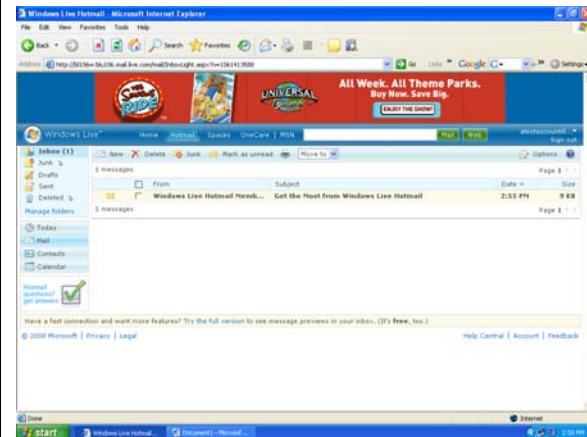 Windows Live Hotmail - Microsoft Internet Explorer
File Edit View Favorites Tools Help
Back Search Favorites
Address Go Links Google Settings
The Simpsons RIDE
UNIVERSAL
All Week. All Theme Parks.
Buy Now. Save Big.
ENJOY THE SHOW!
Windows Live Home Hotmail Spaces OneCare MSN Mail Web
Sign out
Inbox (1) New Delete Junk Mark as unread Move to Options
Junk
Drafts
Sent
Deleted
Manage folders
1 messages Page 1
From Subject Date Size
Windows Live Hotmail Memb... Get the Most from Windows Live Hotmail 2:55 PM 9 KB
1 messages Page 1
Today
Mail
Contacts
Calendar
Hotmail
questions?
get answers
Have a fast connection and want more features? Try the full version to see message previews in your inbox. (It's free, too.)
© 2008 Microsoft | Privacy | Legal Help Central | Account | Feedback
Done Internet
start Windows Live Hotmail... Document1 - Microsof...